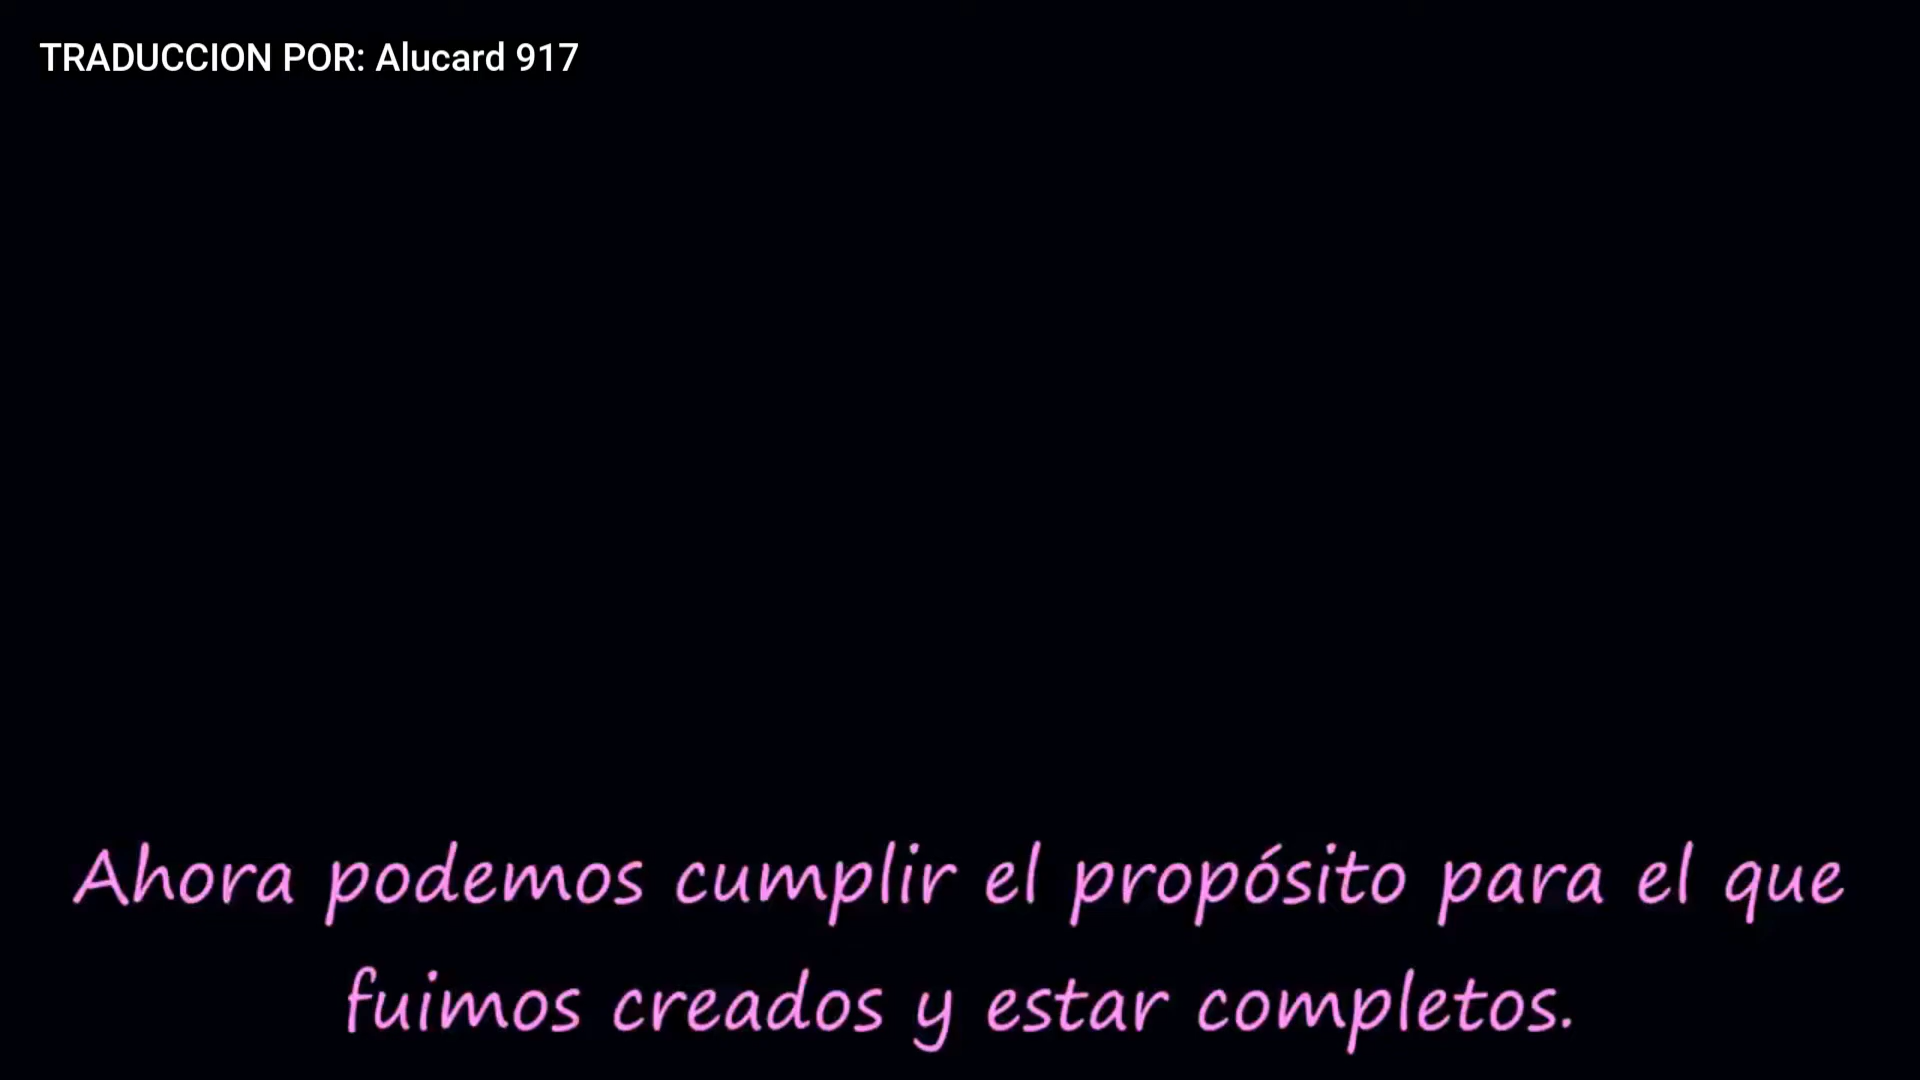 TRADUCCION POR: Alucard 917
Ahora podemos cumplir el propósito para el que
fuimos creados y estar completos.